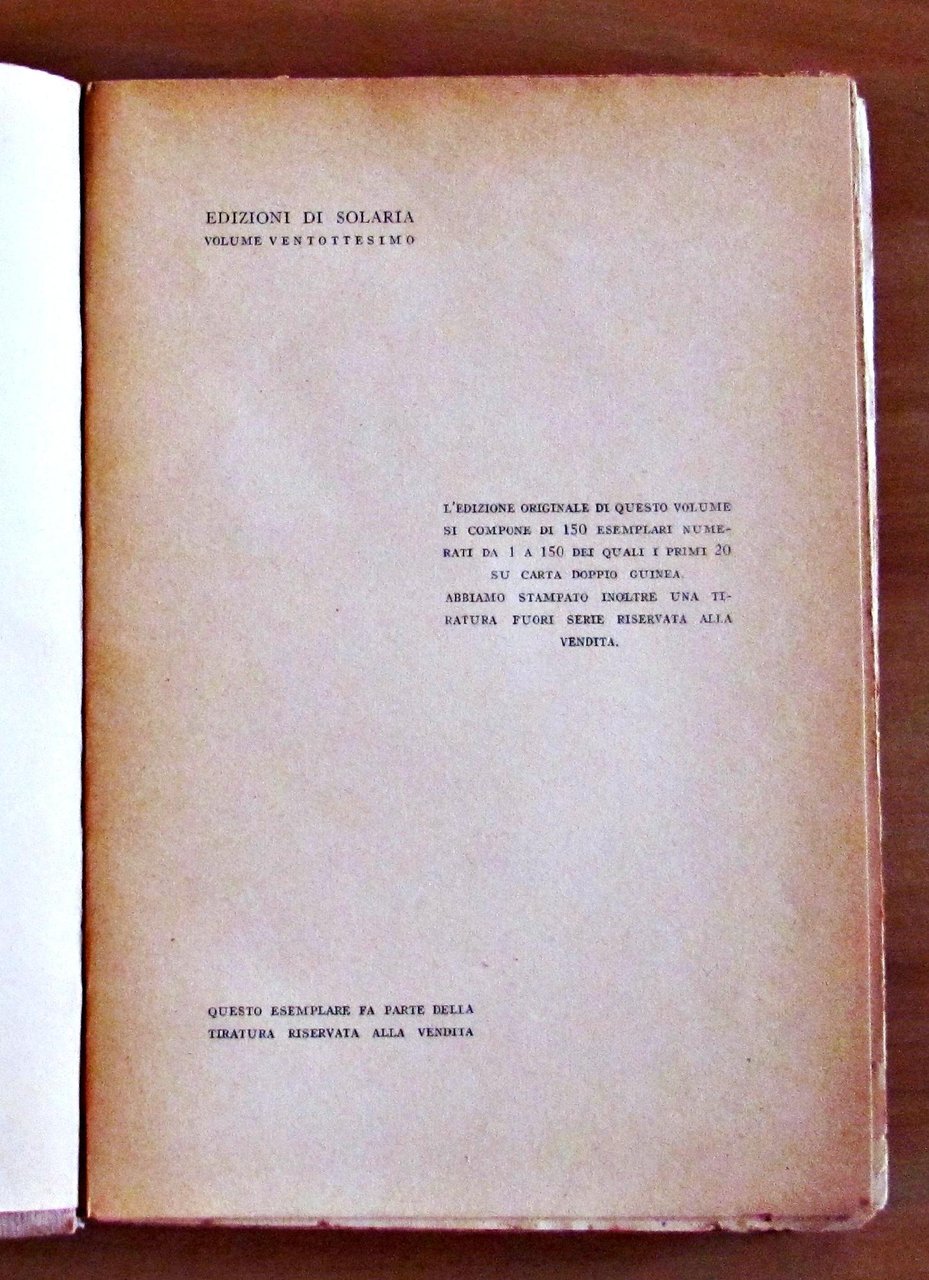 EDIZIONI DI SOLARIA
VOLUME VENTOTTESIMO
L'EDIZIONE ORIGINALE DI QUESTO VOLUME
SI COMPONE DI 150 ESEMPLARI NUME-
RATI DA 1 A 150 DEI QUALI I PRIMI 20
SU CARTA DOPPIO GUINEA.
ABBIAMO STAMPATO INOLTRE UNA TI-
RATURA FUORI SERIE RISERVATA ALLA
VENDITA.
QUESTO ESEMPLARE FA PARTE DELLA
TIRATURA RISERVATA ALLA VENDITA